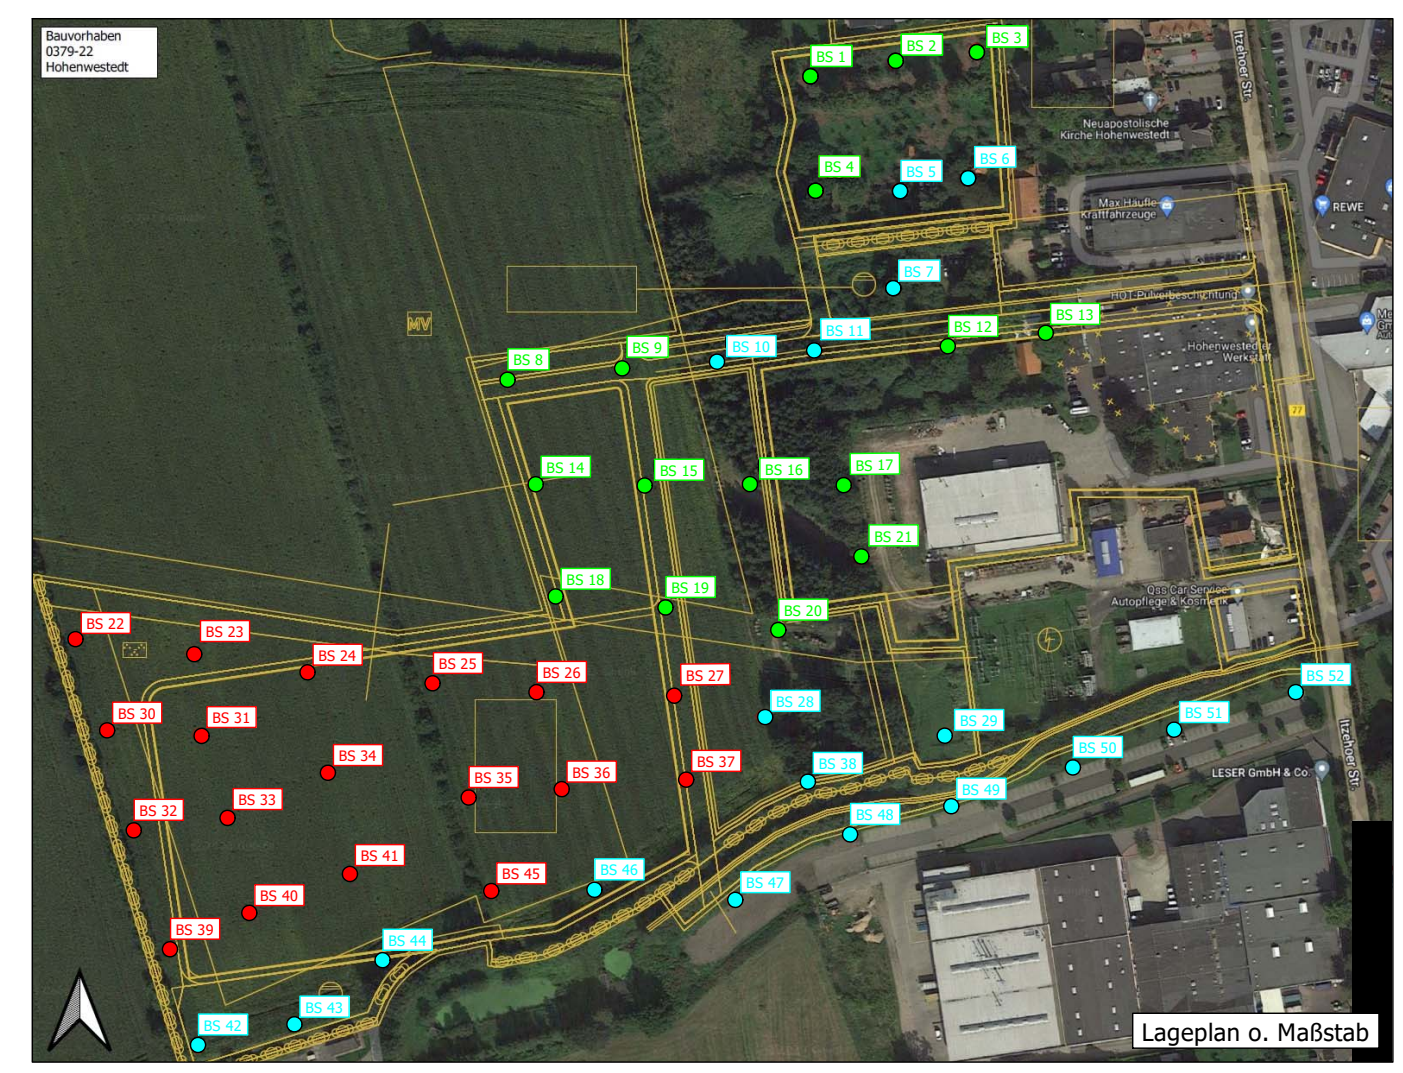 Bauvorhaben
0379-22
Hohenwestedt
BS 1
BS 2
BS 3
Itzehoer Str.
Neuapostolische
Kirche Hohenwestedt
BS 4
BS 5
BS 6
Max Häufle
Kraftfahrzeuge
REWE
BS 7
HOT-Pulverbeschichtung
BS 8
BS 9
BS 10
BS 11
BS 12
BS 13
Hohenwestedter
Werkstatt
MV
77
BS 14
BS 15
BS 16
BS 17
BS 21
BS 18
BS 19
BS 20
Qss Car Service
Autopflege & Kosmetik
BS 22
BS 23
BS 24
BS 25
BS 26
BS 27
BS 28
BS 29
BS 52
BS 30
BS 31
BS 51
BS 50
Itzehoer Str.
BS 34
BS 35
BS 36
BS 37
BS 38
LESER GmbH & Co.
BS 32
BS 33
BS 48
BS 49
BS 41
BS 45
BS 46
BS 47
BS 40
BS 39
BS 44
BS 42
BS 43
Lageplan o. Maßstab